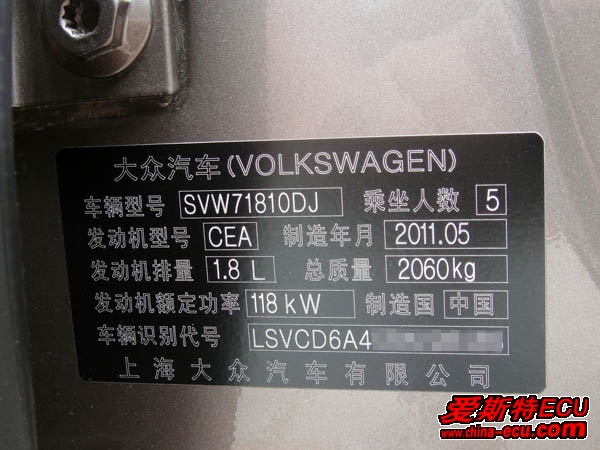 大众汽车(VOLKSWAGEN)
车辆型号 SVW71810DJ 乘坐人数 5
发动机型号 CEA 制造年月 2011.05
发动机排量 1.8 L 总质量 2060kg
发动机额定功率 118 kW 制造国 中国
车辆识别代号 LSVCD6A4
上海大众汽车有限公司
爱斯特ECU
www.china-ecu.com